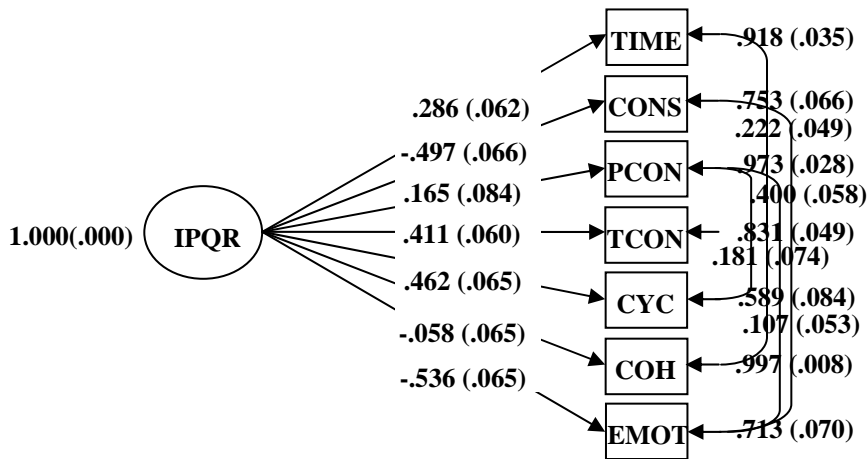 TIME .918 (.035)
.286 (.062) CONS .753 (.066)
.222 (.049)
-.497 (.066)
.165 (.084) PCON .973 (.028)
.400 (.058)
1.000(.000) IPQR .411 (.060) TCON .831 (.049)
.181 (.074)
.462 (.065) CYC .589 (.084)
.107 (.053)
-.058 (.065) COH .997 (.008)
-.536 (.065) EMOT .713 (.070)